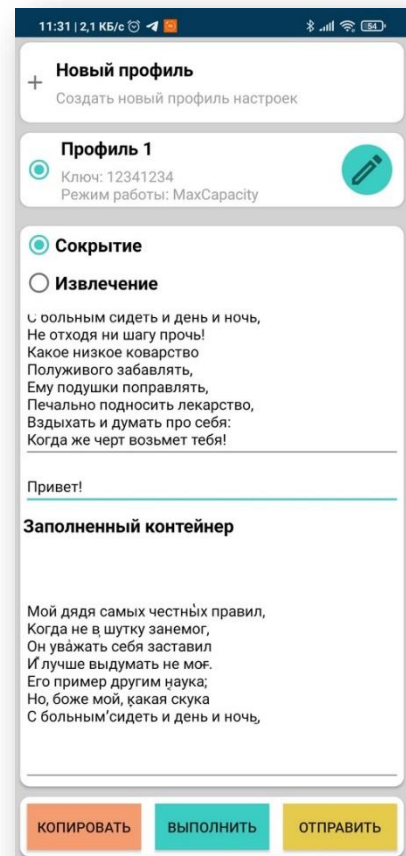 11:31 | 2,1 КБ/с
54
Новый профиль
Создать новый профиль настроек
Профиль 1
Ключ: 12341234
Режим работы: MaxCapacity
Сокрытие
Извлечение
С больным сидеть и день и ночь,
Не отходя ни шагу прочь!
Какое низкое коварство
Полуживого забавлять,
Ему подушки поправлять,
Печально подносить лекарство,
Вздыхать и думать про себя:
Когда же черт возьмет тебя!
Привет!
Заполненный контейнер
Мой дядя самых честных правил,
Когда не в шутку занемог,
Он уважать себя заставил
И лучше выдумать не мог.
Его пример другим наука;
Но, боже мой, какая скука
С больным сидеть и день и ночь,
КОПИРОВАТЬ
ВЫПОЛНИТЬ
ОТПРАВИТЬ